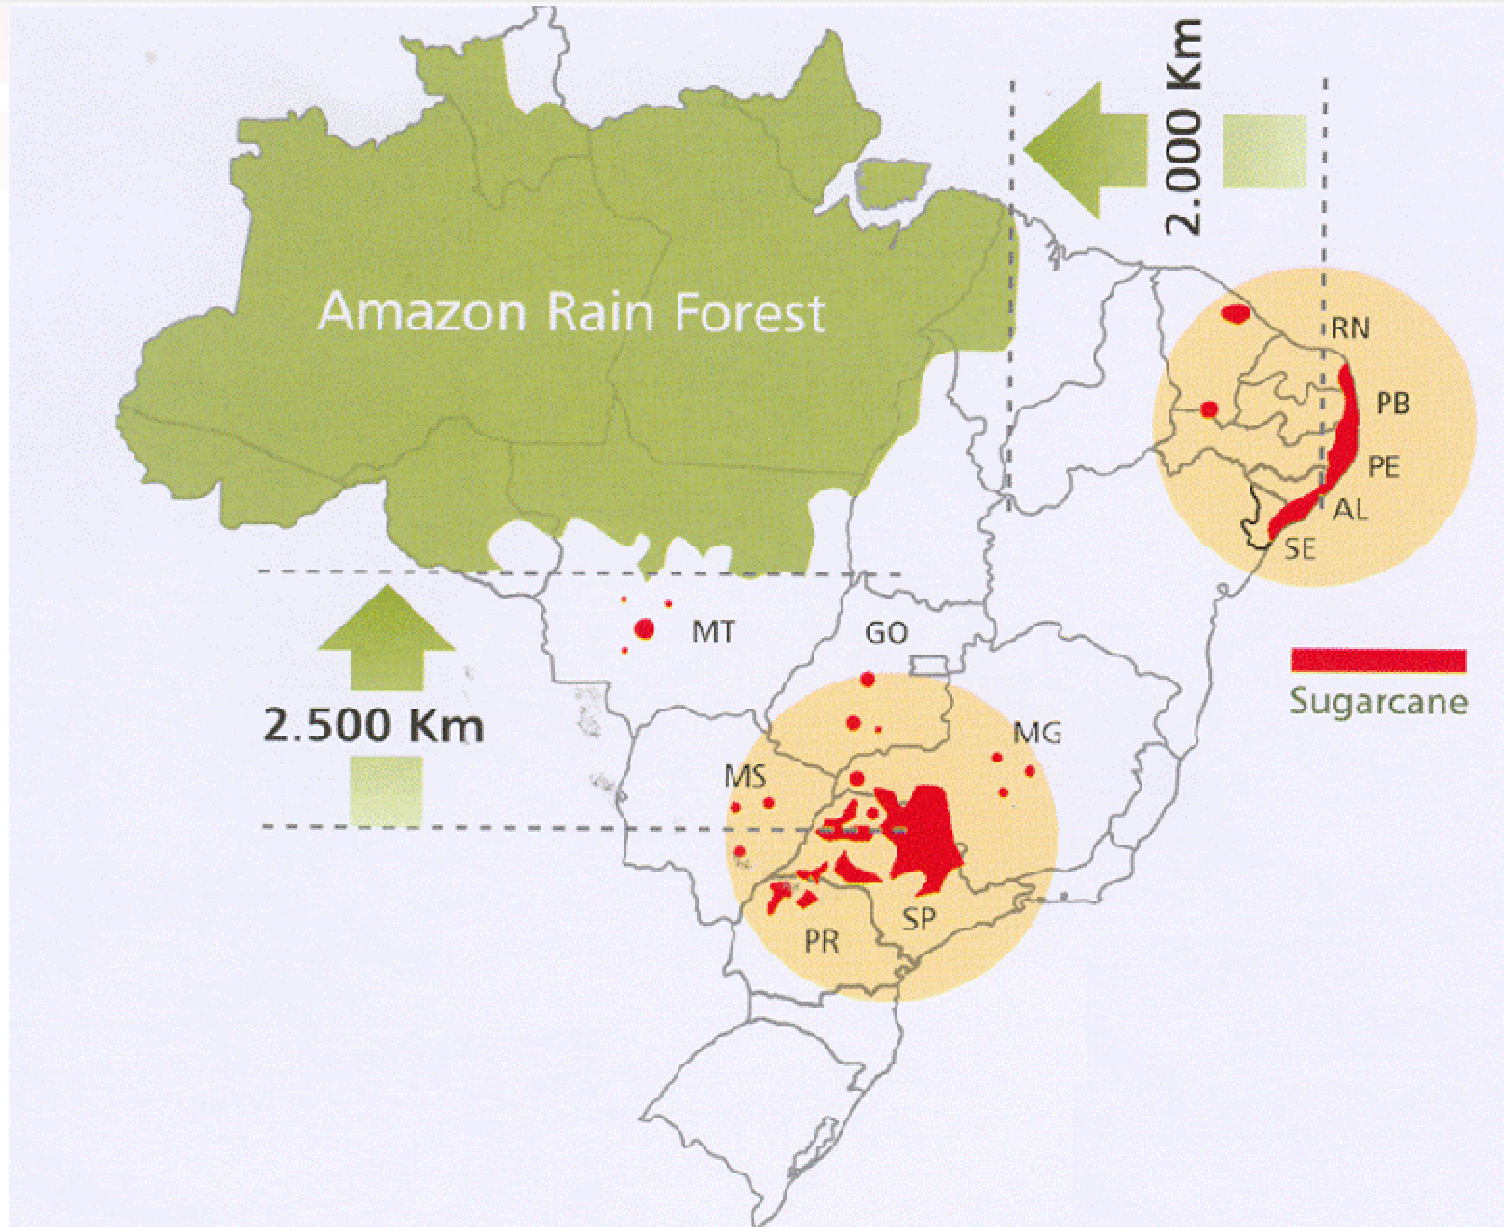 2.000 Km
Amazon Rain Forest
RN
PB
PE
AL
SE
MT
GO
Sugarcane
2.500 Km
MG
MS
SP
PR